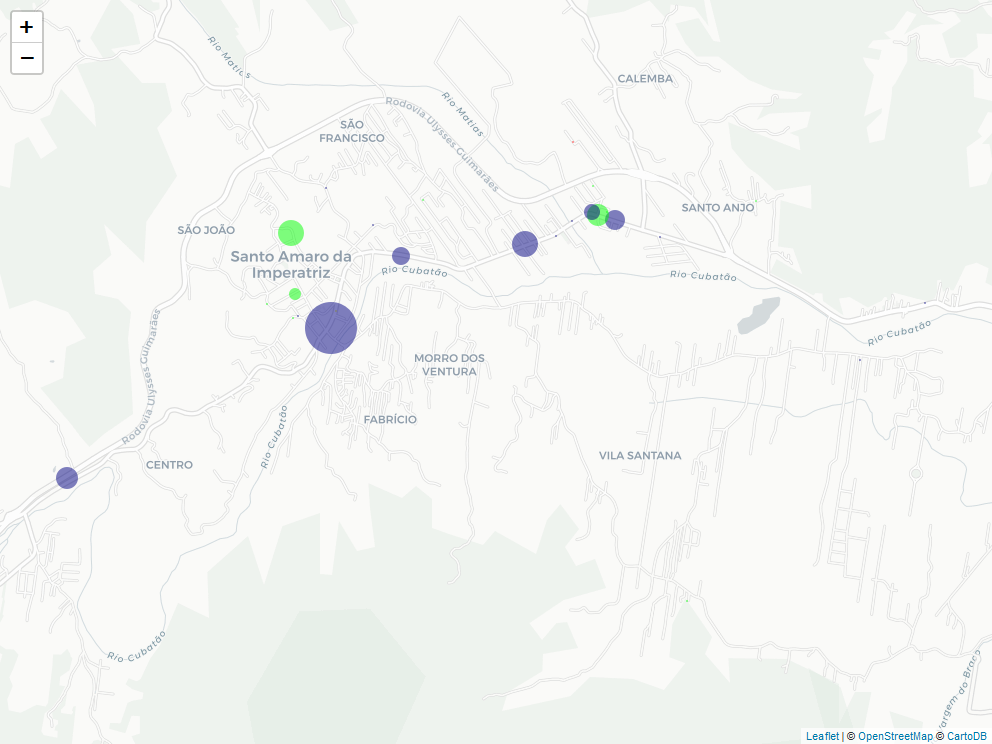 +
−
Rio Matias
CALEMBA
Rio Matias
Rodovia Ulysses Guimarães
SÃO
FRANCISCO
SANTO ANJO
SÃO JOÃO
Santo Amaro da
Imperatriz
Rio Cubatão
Rio Cubatão
Rio Cubatão
Rodovia Ulysses Guimarães
MORRO DOS
VENTURA
FABRÍCIO
Rio Cubatão
VILA SANTANA
CENTRO
Rio Cubatão
Vargem do Braço
Leaflet | © OpenStreetMap © CartoDB